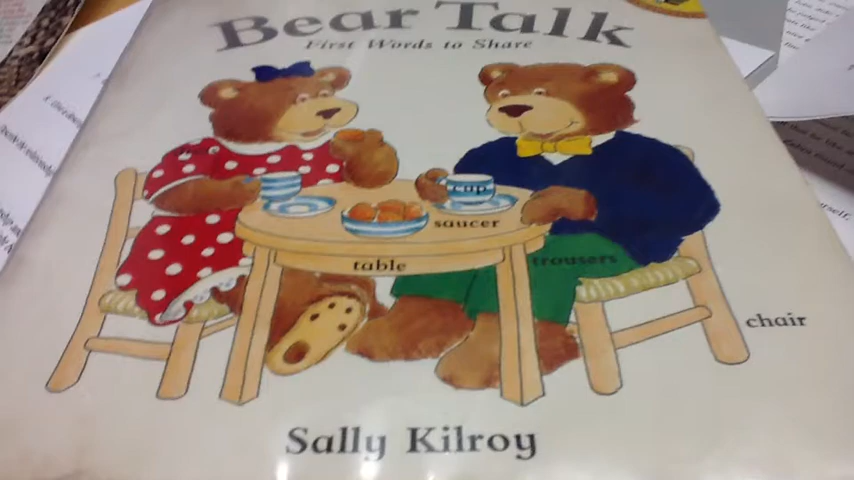 Bear Talk
First Words to Share
cup
saucer
table
trousers
chair
Sally Kilroy